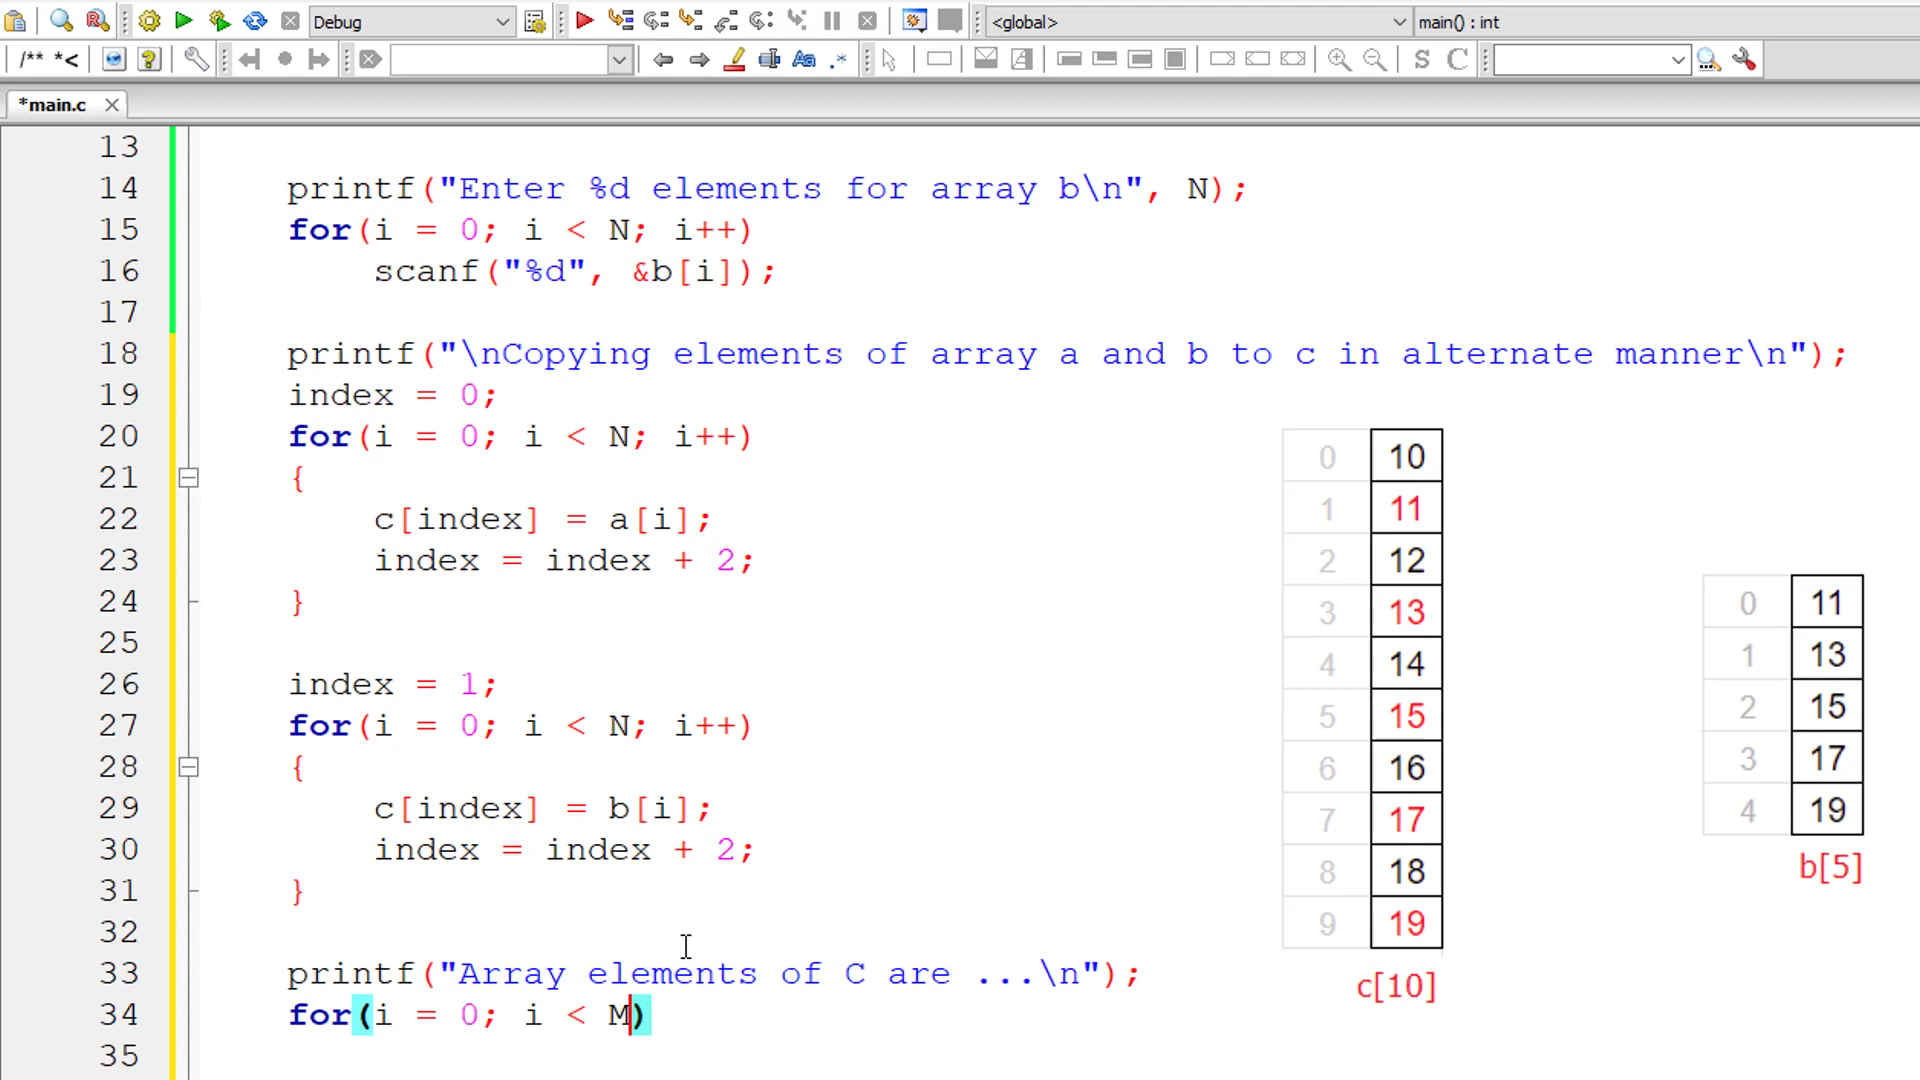 Debug
<global>
main() : int
/** *<
Aa
.*
S
C
*main.c
13
14 printf("Enter %d elements for array b\n", N);
15 for(i = 0; i < N; i++)
16 scanf("%d", &b[i]);
17
18 printf("\nCopying elements of array a and b to c in alternate manner\n");
19 index = 0;
20 for(i = 0; i < N; i++)
21 {
22 c[index] = a[i];
23 index = index + 2;
24 }
25
26 index = 1;
27 for(i = 0; i < N; i++)
28 {
29 c[index] = b[i];
30 index = index + 2;
31 }
32
33 printf("Array elements of C are ...\n");
34 for(i = 0; i < M)
35
0 10
1 11
2 12
3 13
4 14
5 15
6 16
7 17
8 18
9 19
c[10]
0 11
1 13
2 15
3 17
4 19
b[5]